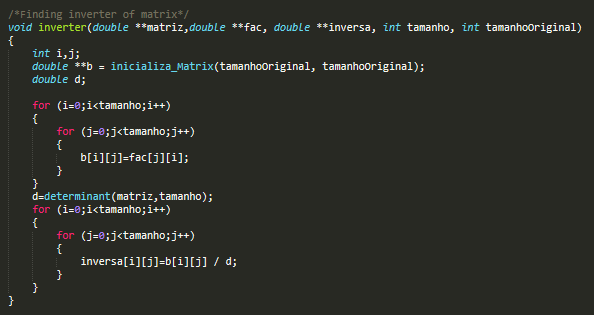 /*Finding inverter of matrix*/
void inverter(double **matriz,double **fac, double **inversa, int tamanho, int tamanhoOriginal)
{
    int i,j;
    double **b = inicializa_Matrix(tamanhoOriginal, tamanhoOriginal);
    double d;

    for (i=0;i<tamanho;i++)
    {
        for (j=0;j<tamanho;j++)
        {
            b[i][j]=fac[j][i];
        }
    }
    d=determinant(matriz,tamanho);
    for (i=0;i<tamanho;i++)
    {
        for (j=0;j<tamanho;j++)
        {
            inversa[i][j]=b[i][j] / d;
        }
    }
}